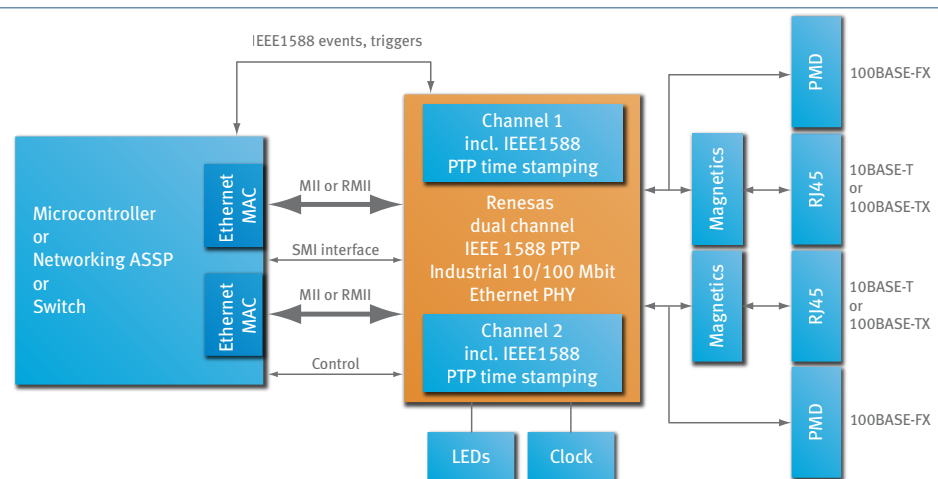 IEEE1588 events, triggers
Microcontroller
or
Networking ASSP
or
Switch
Ethernet
MAC
Ethernet
MAC
MII or RMII
SMI interface
MII or RMII
Control
Channel 1
incl. IEEE1588
PTP time stamping
Renesas
dual channel
IEEE 1588 PTP
Industrial 10/100 Mbit
Ethernet PHY
Channel 2
incl. IEEE1588
PTP time stamping
LEDs
Clock
Magnetics
Magnetics
PMD
100BASE-FX
RJ45
10BASE-T
or
100BASE-TX
RJ45
10BASE-T
or
100BASE-TX
PMD
100BASE-FX